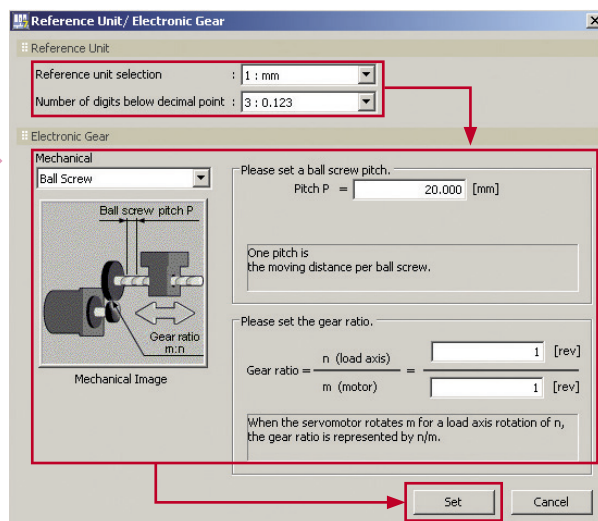 Reference Unit/ Electronic Gear
Reference Unit
Reference unit selection : 1 : mm
Number of digits below decimal point : 3 : 0.123
Electronic Gear
Mechanical
Ball Screw
Ball screw pitch P
Gear ratio
m:n
Mechanical Image
Please set a ball screw pitch.
Pitch P = 20.000 [mm]
One pitch is
the moving distance per ball screw.
Please set the gear ratio.
Gear ratio = n (load axis) = 1 [rev]
m (motor) 1 [rev]
When the servomotor rotates m for a load axis rotation of n,
the gear ratio is represented by n/m.
Set Cancel